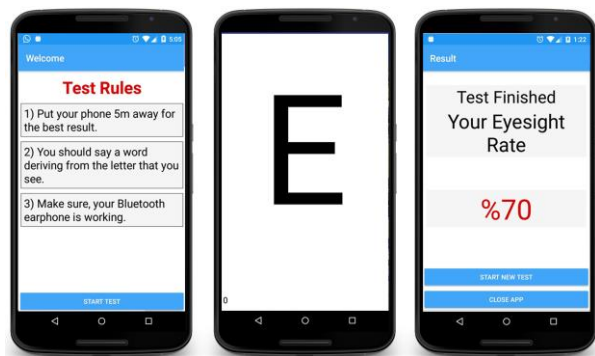 5:05
Welcome
Test Rules
1) Put your phone 5m away for
the best result.
2) You should say a word
deriving from the letter that you
see.
3) Make sure, your Bluetooth
earphone is working.
START TEST
E
0
1:22
Result
Test Finished
Your Eyesight
Rate
%70
START NEW TEST
CLOSE APP